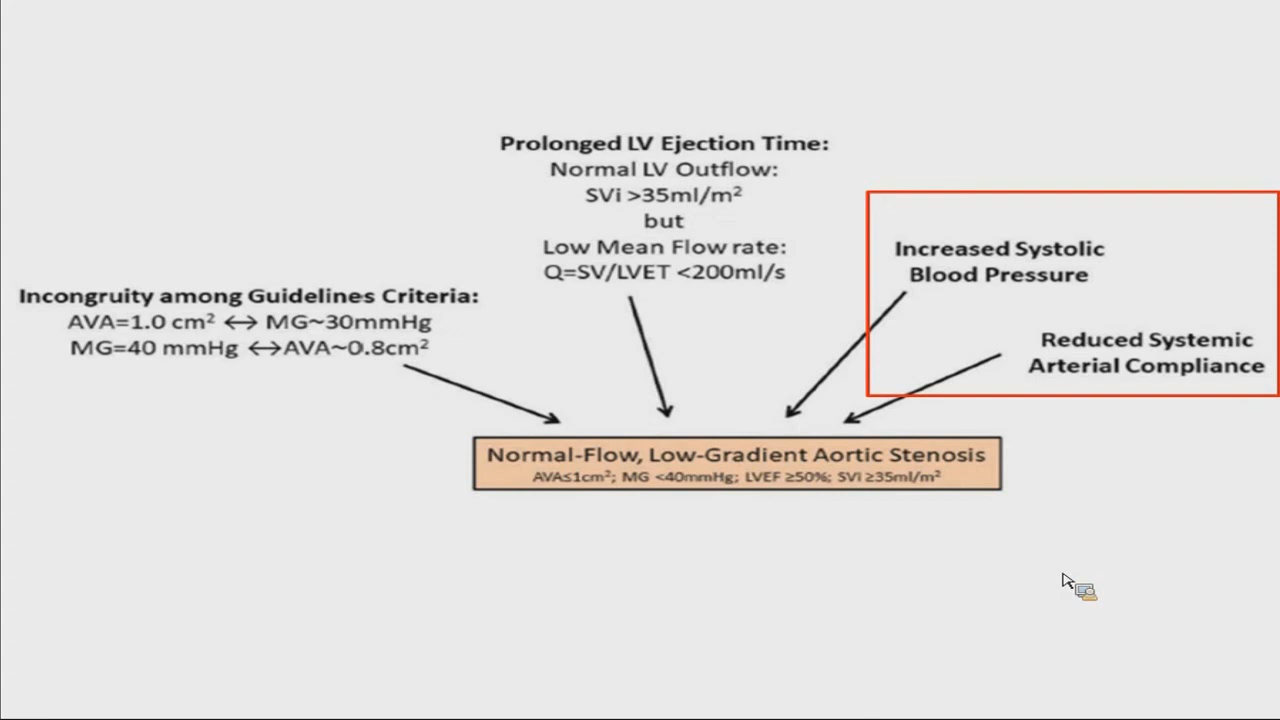 Prolonged LV Ejection Time:
Normal LV Outflow:
SVi >35ml/m²
but
Low Mean Flow rate:
Q=SV/LVET <200ml/s
Incongruity among Guidelines Criteria:
AVA=1.0 cm² ↔ MG~30mmHg
MG=40 mmHg ↔AVA~0.8cm²
Increased Systolic
Blood Pressure
Reduced Systemic
Arterial Compliance
Normal-Flow, Low-Gradient Aortic Stenosis
AVA≤1cm²; MG <40mmHg; LVEF ≥50%; SVi ≥35ml/m²